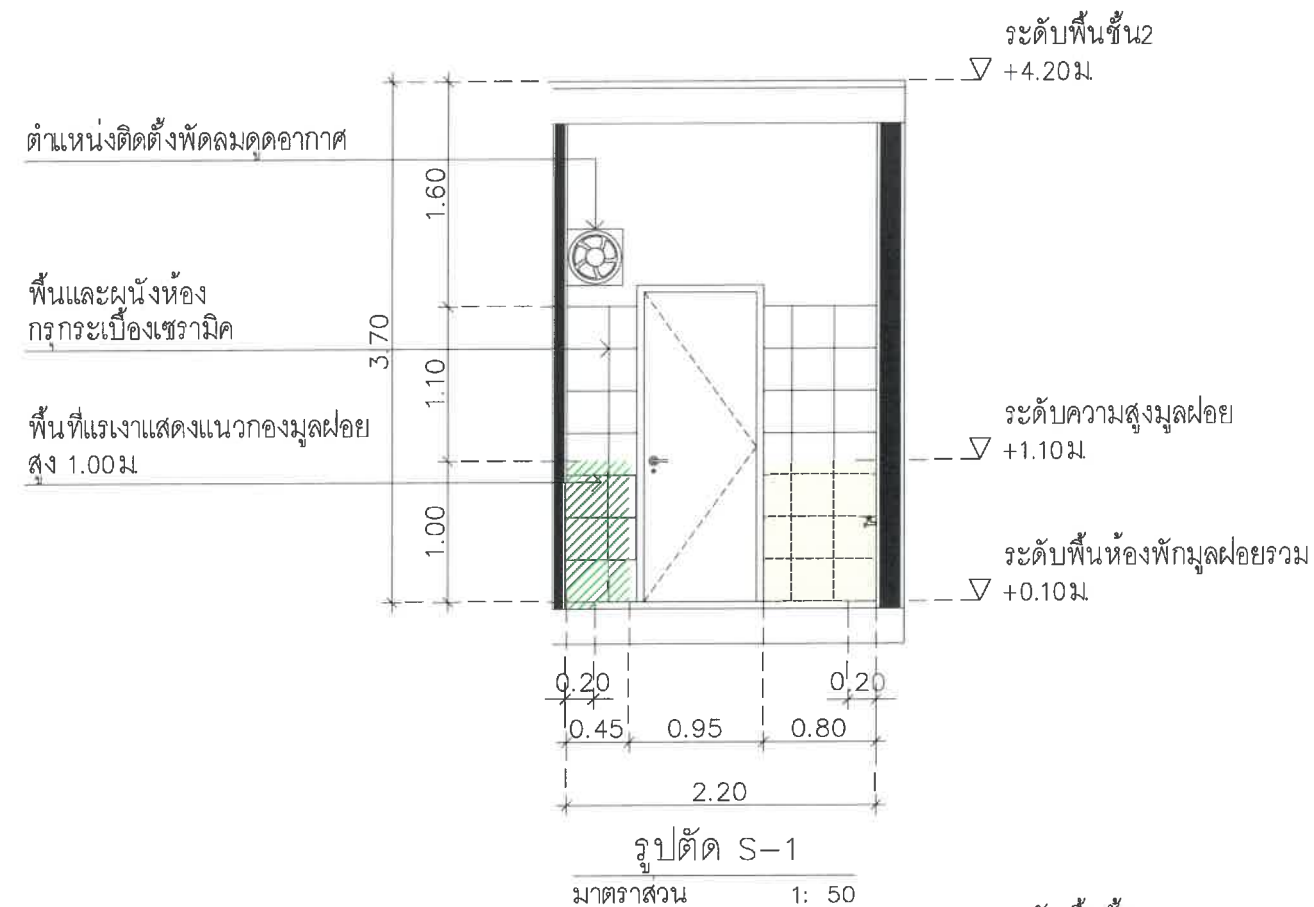 ระดับพื้นชั้น2
+4.20ม.
ตำแหน่งติดตั้งพัดลมดูดอากาศ
1.60
พื้นและผนังห้อง
กรุกระเบื้องเซรามิค
3.70
1.10
พื้นที่แรเงาแสดงแนวกองมูลฝอย
สูง 1.00ม.
ระดับความสูงมูลฝอย
+1.10ม.
1.00
ระดับพื้นห้องพักมูลฝอยรวม
+0.10ม.
0.20
0.20
0.45
0.95
0.80
2.20
รูปตัด S-1
มาตราส่วน 1: 50